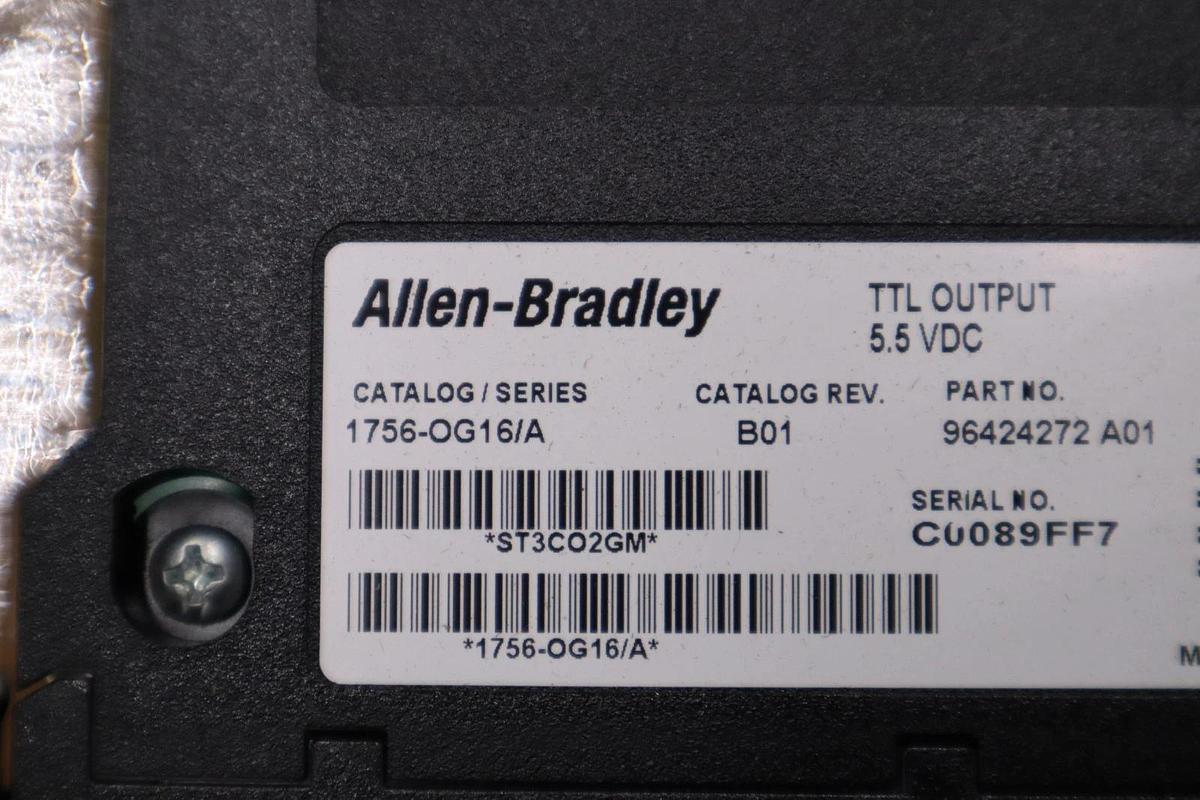 Allen-Bradley
TTL OUTPUT
5.5 VDC
CATALOG / SERIES
CATALOG REV.
PART NO.
1756-OG16/A
B01
96424272 A01
SERIAL NO.
C0089FF7
*ST3CO2GM*
*1756-OG16/A*